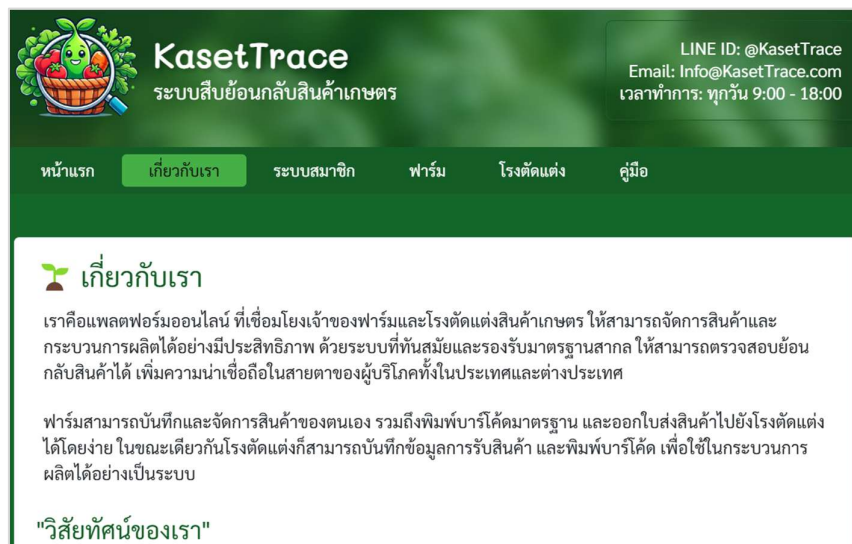 KasetTrace
ระบบสืบย้อนกลับสินค้าเกษตร
LINE ID: @KasetTrace
Email: Info@KasetTrace.com
เวลาทำการ: ทุกวัน 9:00 - 18:00
หน้าแรก เกี่ยวกับเรา ระบบสมาชิก ฟาร์ม โรงตัดแต่ง คู่มือ
เกี่ยวกับเรา
เราคือแพลตฟอร์มออนไลน์ ที่เชื่อมโยงเจ้าของฟาร์มและโรงตัดแต่งสินค้าเกษตร ให้สามารถจัดการสินค้าและ
กระบวนการผลิตได้อย่างมีประสิทธิภาพ ด้วยระบบที่ทันสมัยและรองรับมาตรฐานสากล ให้สามารถตรวจสอบย้อน
กลับสินค้าได้ เพิ่มความน่าเชื่อถือในสายตาของผู้บริโภคทั้งในประเทศและต่างประเทศ
ฟาร์มสามารถบันทึกและจัดการสินค้าของตนเอง รวมถึงพิมพ์บาร์โค้ดมาตรฐาน และออกใบส่งสินค้าไปยังโรงตัดแต่ง
ได้โดยง่าย ในขณะเดียวกันโรงตัดแต่งก็สามารถบันทึกข้อมูลการรับสินค้า และพิมพ์บาร์โค้ด เพื่อใช้ในกระบวนการ
ผลิตได้อย่างเป็นระบบ
"วิสัยทัศน์ของเรา"